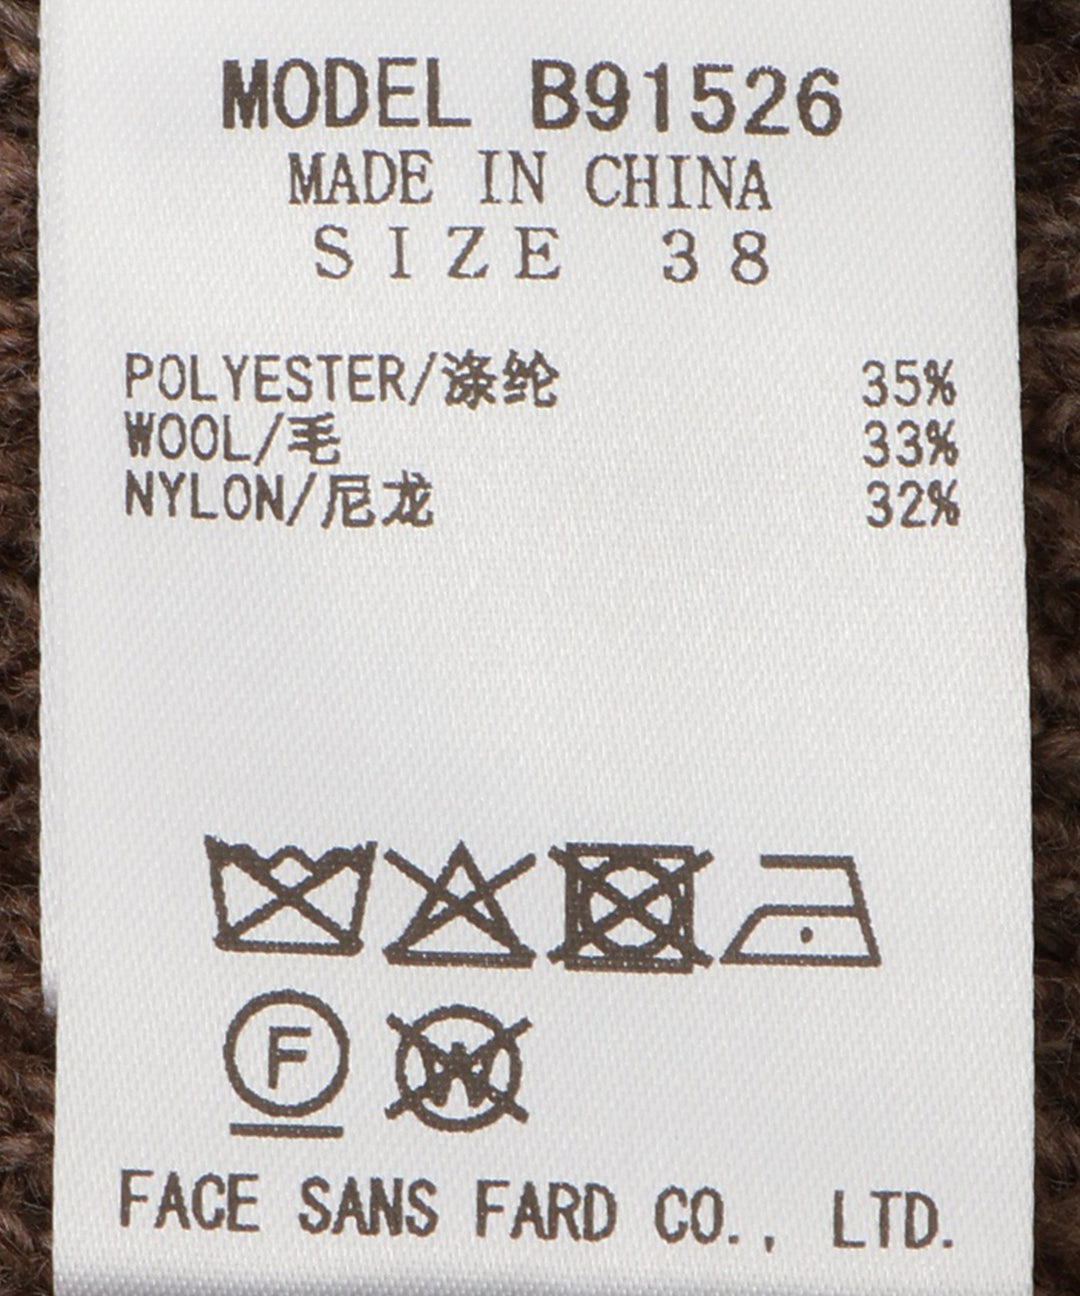 MODEL B91526
MADE IN CHINA
SIZE 38
POLYESTER/涤纶 35%
WOOL/毛 33%
NYLON/尼龙 32%
F
W
FACE SANS FARD CO., LTD.